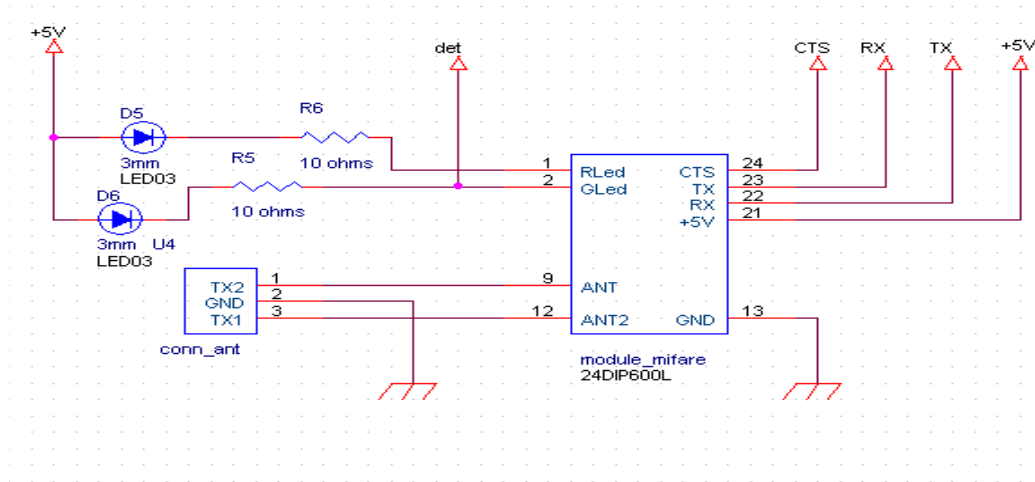 +5V
det
CTS
RX
TX
+5V
D5
3mm
LED03
R6
10 ohms
R5
10 ohms
D6
3mm
LED03
U4
1
2
RLed
GLed
CTS
TX
RX
+5V
24
23
22
21
TX2
GND
TX1
1
2
3
conn_ant
9
12
ANT
ANT2
GND
13
module_mifare
24DIP600L